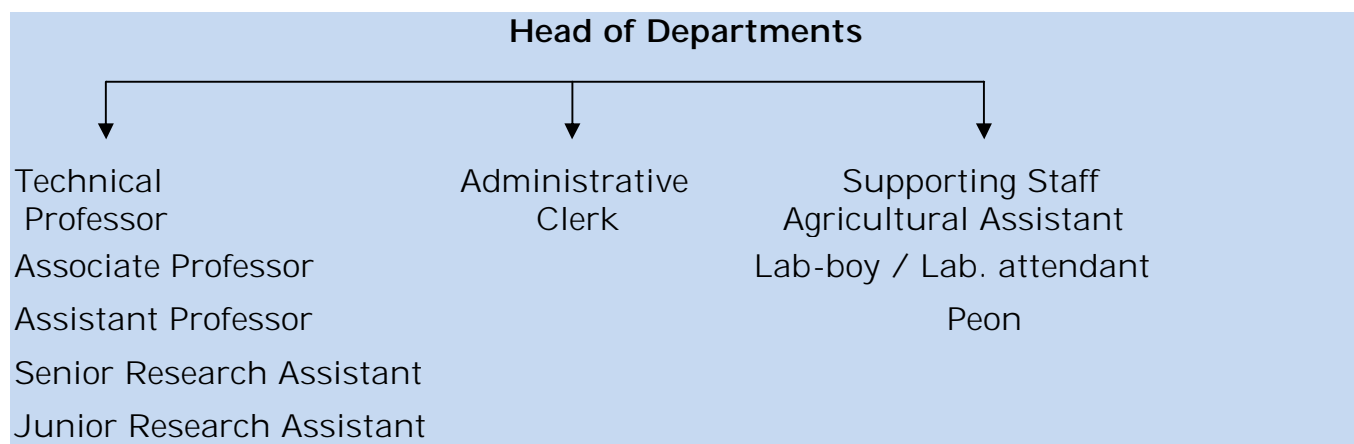 Head of Departments
Technical Administrative Supporting Staff
Professor Clerk Agricultural Assistant
Associate Professor Lab-boy / Lab. attendant
Assistant Professor Peon
Senior Research Assistant
Junior Research Assistant